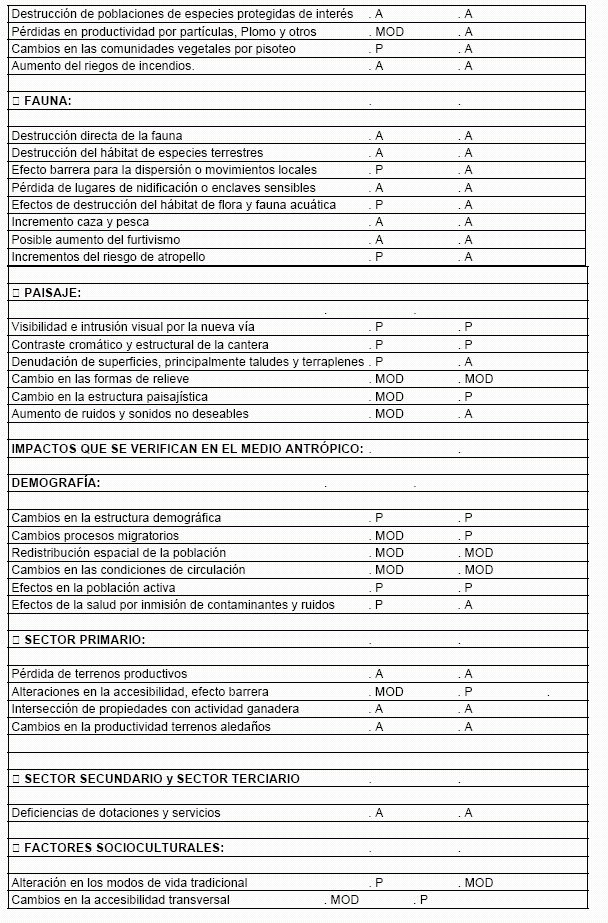 Destrucción de poblaciones de especies protegidas de interés . A . A
Pérdidas en productividad por partículas, Plomo y otros . MOD . A
Cambios en las comunidades vegetales por pisoteo . P . A
Aumento del riegos de incendios. . A . A
□ FAUNA: . .
Destrucción directa de la fauna . A . A
Destrucción del hábitat de especies terrestres . A . A
Efecto barrera para la dispersión o movimientos locales . P . A
Pérdida de lugares de nidificación o enclaves sensibles . A . A
Efectos de destrucción del hábitat de flora y fauna acuática . P . A
Incremento caza y pesca . A . A
Posible aumento del furtivismo . A . A
Incrementos del riesgo de atropello . P . A
□ PAISAJE:
. .
Visibilidad e intrusión visual por la nueva vía . P . P
Contraste cromático y estructural de la cantera . P . P
Denudación de superficies, principalmente taludes y terraplenes . P . A
Cambio en las formas de relieve . MOD . MOD
Cambio en la estructura paisajística . MOD . P
Aumento de ruidos y sonidos no deseables . MOD . A
IMPACTOS QUE SE VERIFICAN EN EL MEDIO ANTRÓPICO: . .
DEMOGRAFÍA: . .
Cambios en la estructura demográfica . P . P
Cambios procesos migratorios . MOD . P
Redistribución espacial de la población . MOD . MOD
Cambios en las condiciones de circulación . MOD . MOD
Efectos en la población activa . P . P
Efectos de la salud por inmisión de contaminantes y ruidos . P . A
□ SECTOR PRIMARIO: . .
Pérdida de terrenos productivos . A . A
Alteraciones en la accesibilidad, efecto barrera . MOD . P .
Intersección de propiedades con actividad ganadera . A . A
Cambios en la productividad terrenos aledaños . A . A
□ SECTOR SECUNDARIO y SECTOR TERCIARIO . .
Deficiencias de dotaciones y servicios . A . A
□ FACTORES SOCIOCULTURALES: . .
Alteración en los modos de vida tradicional . P . MOD
Cambios en la accesibilidad transversal . MOD . P